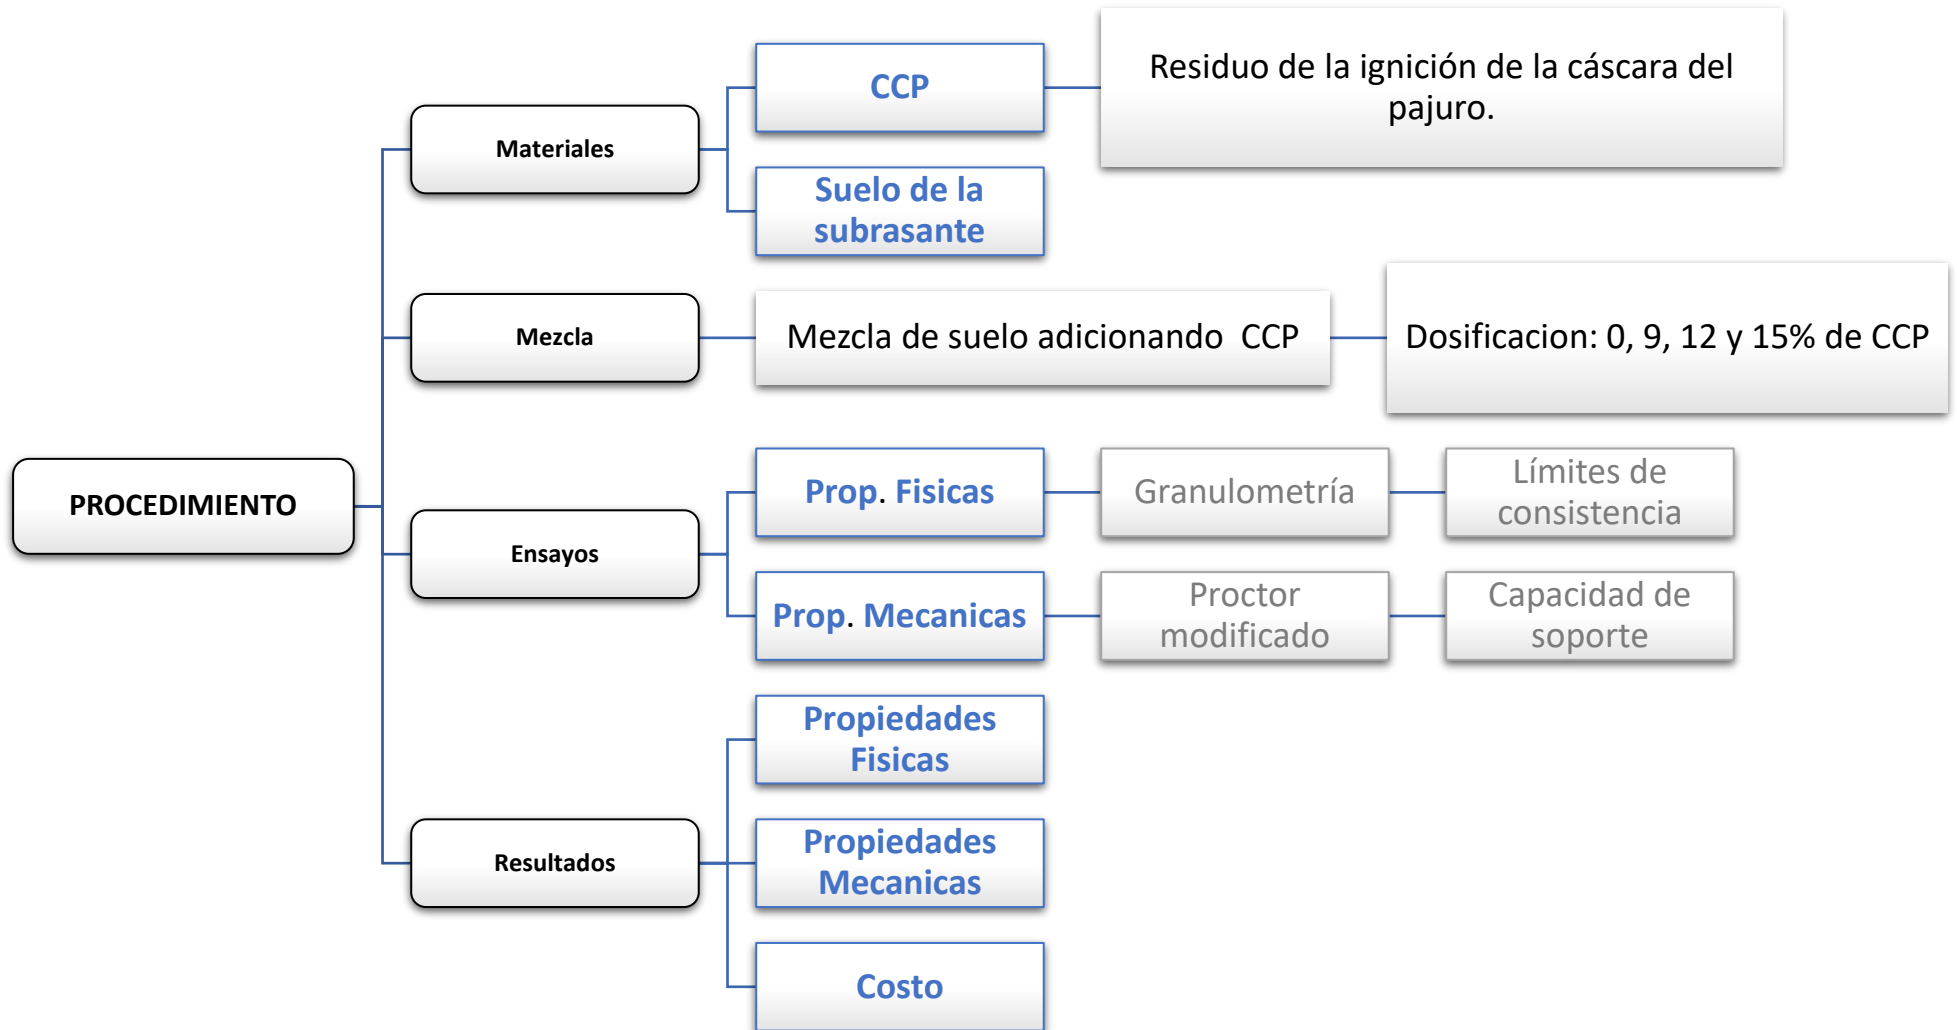 PROCEDIMIENTO
Materiales
CCP
Residuo de la ignición de la cáscara del
pajuro.
Suelo de la
subrasante
Mezcla
Mezcla de suelo adicionando  CCP
Dosificacion: 0, 9, 12 y 15% de CCP
Ensayos
Prop. Fisicas
Granulometría
Límites de
consistencia
Prop. Mecanicas
Proctor
modificado
Capacidad de
soporte
Resultados
Propiedades
Fisicas
Propiedades
Mecanicas
Costo